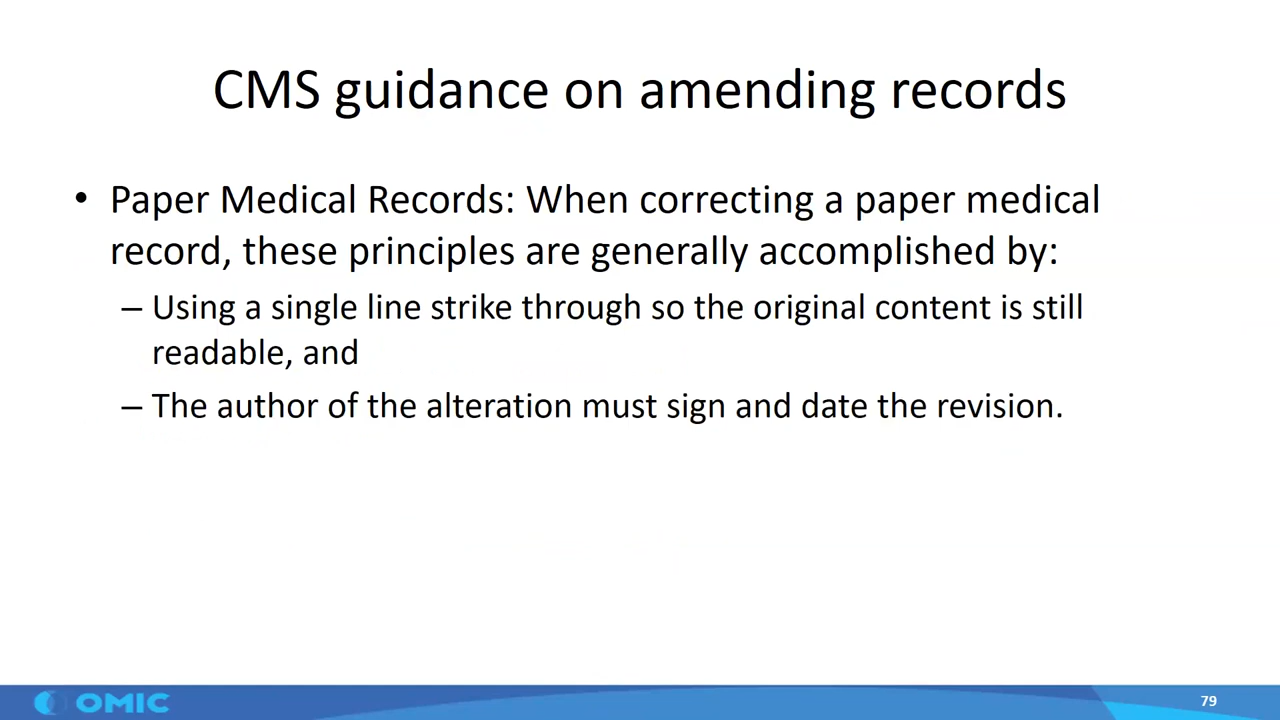 CMS guidance on amending records
• Paper Medical Records: When correcting a paper medical
record, these principles are generally accomplished by:
– Using a single line strike through so the original content is still
readable, and
– The author of the alteration must sign and date the revision.
OMIC
79